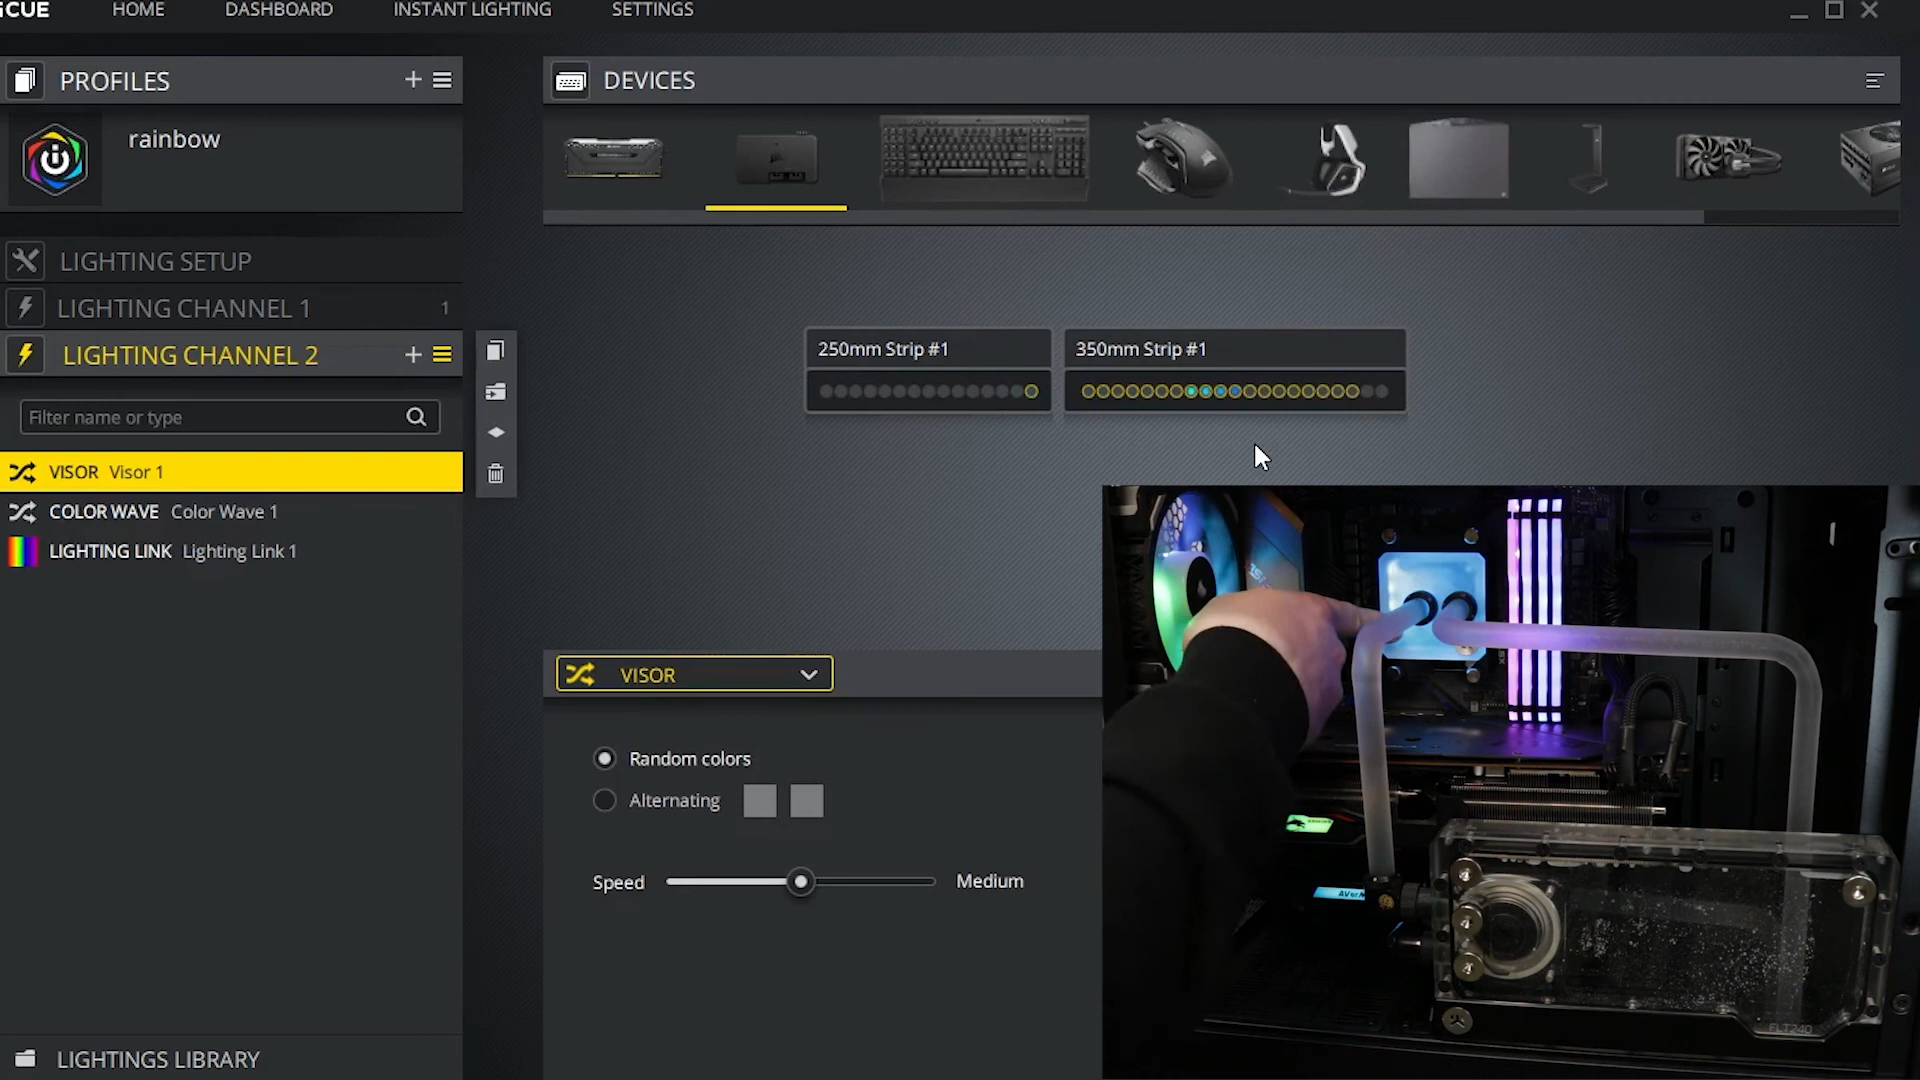 iCUE
HOME
DASHBOARD
INSTANT LIGHTING
SETTINGS
PROFILES
rainbow
LIGHTING SETUP
LIGHTING CHANNEL 1
1
LIGHTING CHANNEL 2
Filter name or type
VISOR Visor 1
COLOR WAVE Color Wave 1
LIGHTING LINK Lighting Link 1
LIGHTINGS LIBRARY
DEVICES
250mm Strip #1
350mm Strip #1
VISOR
Random colors
Alternating
Speed
Medium
FLT240